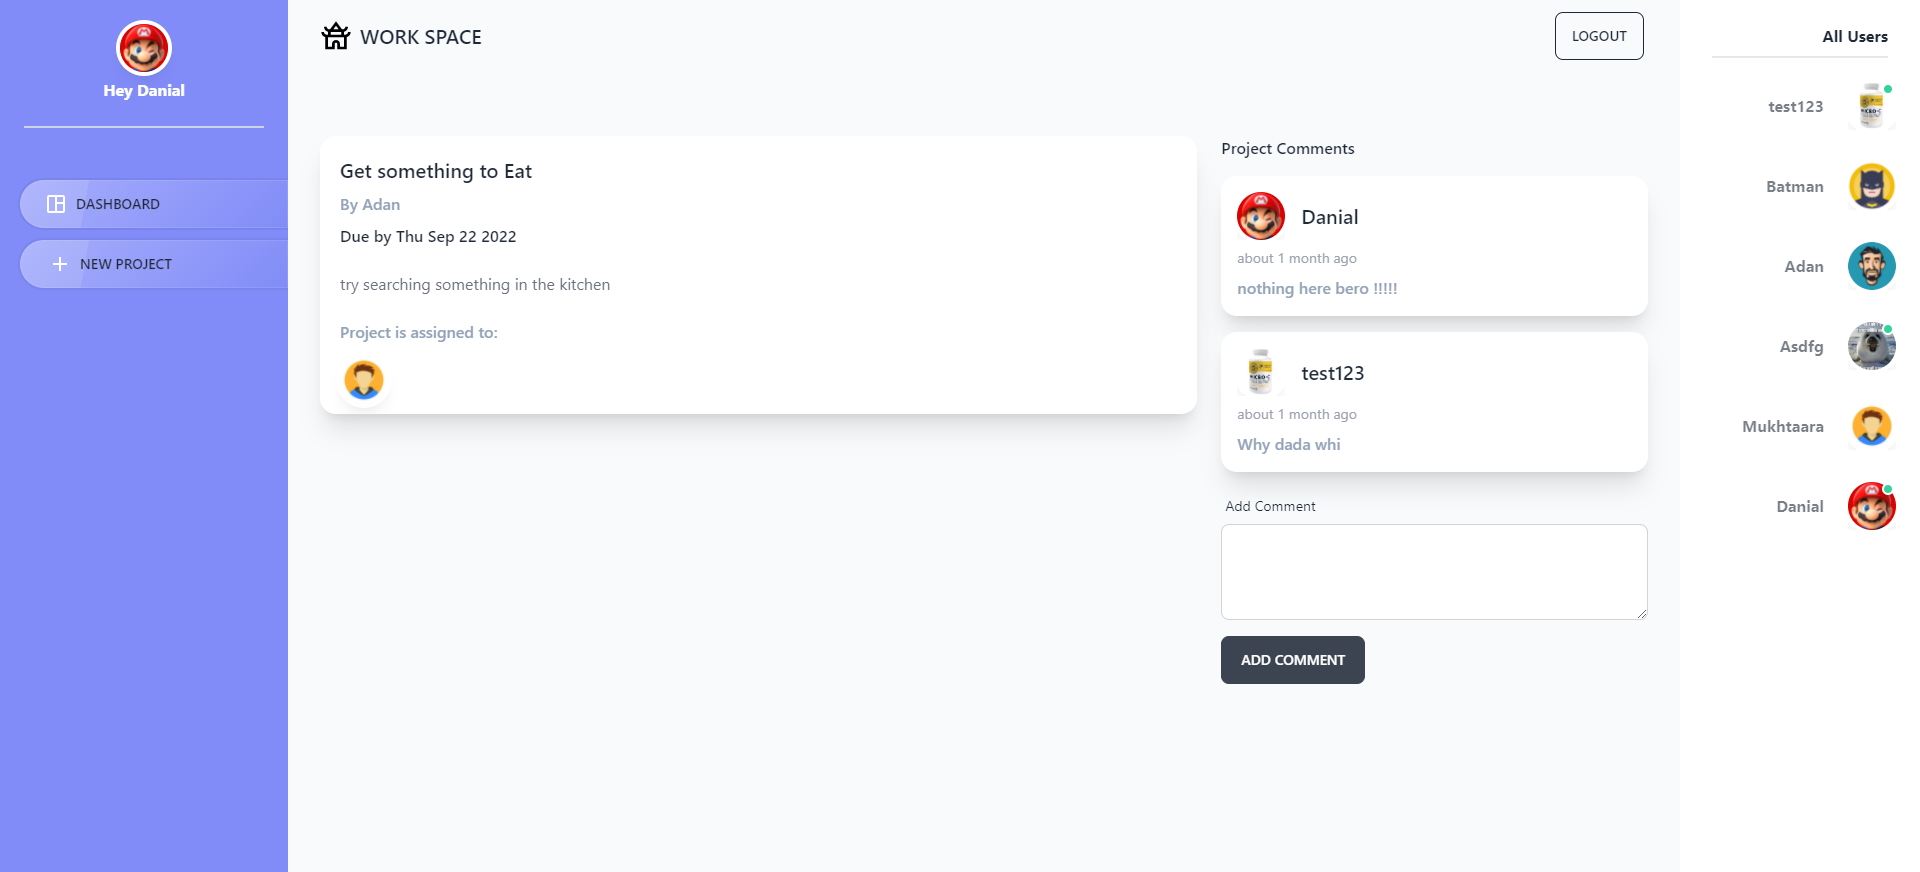 Hey Danial
DASHBOARD
NEW PROJECT
WORK SPACE
LOGOUT
Get something to Eat
By Adan
Due by Thu Sep 22 2022
try searching something in the kitchen
Project is assigned to:
Project Comments
Danial
about 1 month ago
nothing here bero !!!!!
test123
about 1 month ago
Why dada whi
Add Comment
ADD COMMENT
All Users
test123
Batman
Adan
Asdfg
Mukhtaara
Danial